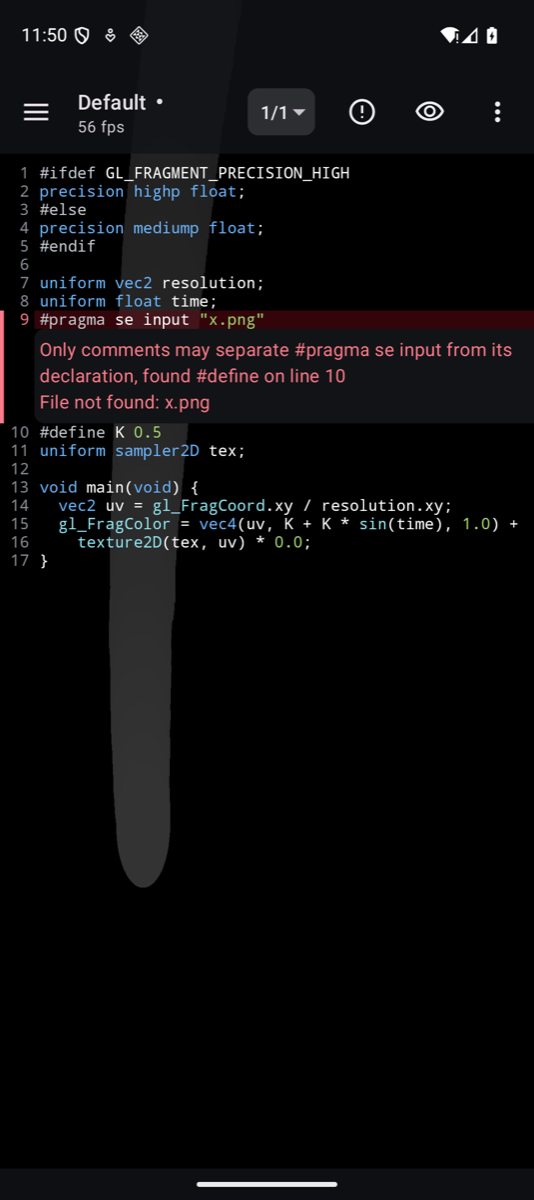 11:50
Default •
56 fps
1/1
1 #ifdef GL_FRAGMENT_PRECISION_HIGH
2 precision highp float;
3 #else
4 precision mediump float;
5 #endif
6
7 uniform vec2 resolution;
8 uniform float time;
9 #pragma se input "x.png"
Only comments may separate #pragma se input from its
declaration, found #define on line 10
File not found: x.png
10 #define K 0.5
11 uniform sampler2D tex;
12
13 void main(void) {
14   vec2 uv = gl_FragCoord.xy / resolution.xy;
15   gl_FragColor = vec4(uv, K + K * sin(time), 1.0) +
16     texture2D(tex, uv) * 0.0;
17 }